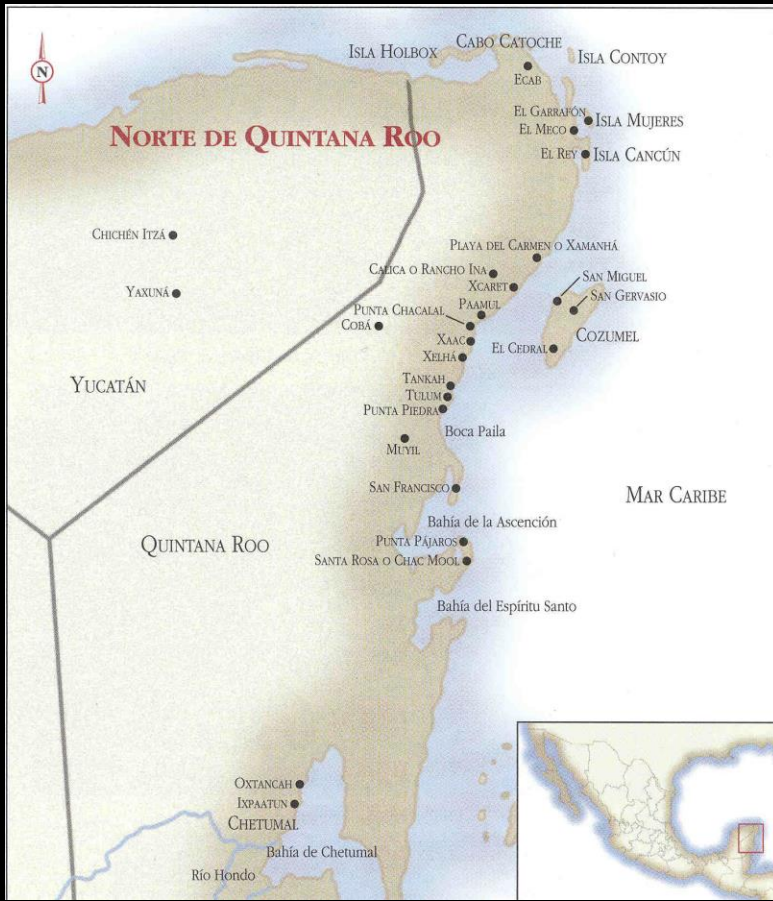 N
ISLA HOLBOX
CABO CATOCHE
ISLA CONTOY
ECAB
NORTE DE QUINTANA ROO
EL GARRAFÓN
ISLA MUJERES
EL MECO
EL REY
ISLA CANCÚN
CHICHÉN ITZÁ
PLAYA DEL CARMEN O XAMANHÁ
CALICA O RANCHO INA
SAN MIGUEL
YAXUNÁ
XCARET
SAN GERVASIO
PAAMUL
PUNTA CHACALAL
COBÁ
COZUMEL
XAAC
EL CEDRAL
XELHÁ
YUCATÁN
TANKAH
TULUM
PUNTA PIEDRA
Boca Paila
MUYIL
SAN FRANCISCO
MAR CARIBE
Bahía de la Ascención
QUINTANA ROO
PUNTA PÁJAROS
SANTA ROSA O CHAC MOOL
Bahía del Espíritu Santo
OXTANCAH
IXPAATUN
CHETUMAL
Bahía de Chetumal
Río Hondo